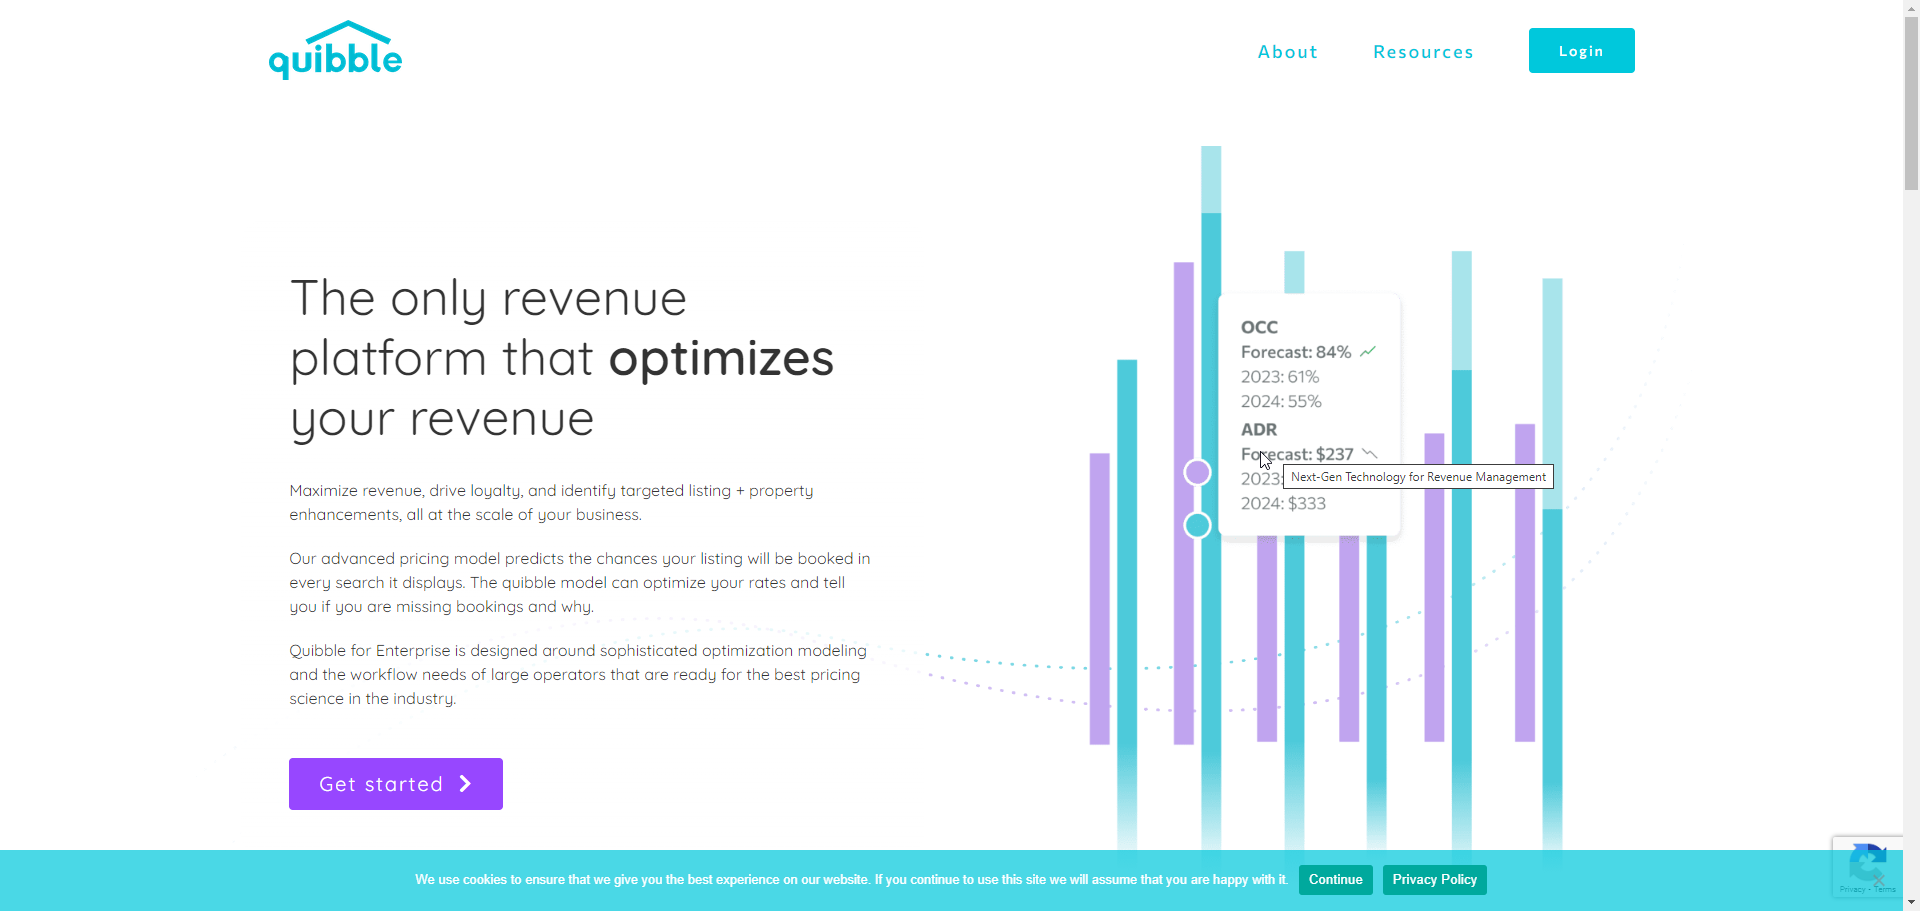 quibble
About
Resources
Login
The only revenue
platform that optimizes
your revenue
Maximize revenue, drive loyalty, and identify targeted listing + property
enhancements, all at the scale of your business.
Our advanced pricing model predicts the chances your listing will be booked in
every search it displays. The quibble model can optimize your rates and tell
you if you are missing bookings and why.
Quibble for Enterprise is designed around sophisticated optimization modeling
and the workflow needs of large operators that are ready for the best pricing
science in the industry.
Get started
OCC
Forecast: 84%
2023: 61%
2024: 55%
ADR
Forecast: $237
2023:
Next-Gen Technology for Revenue Management
2024: $333
We use cookies to ensure that we give you the best experience on our website. If you continue to use this site we will assume that you are happy with it.
Continue
Privacy Policy
Privacy - Terms